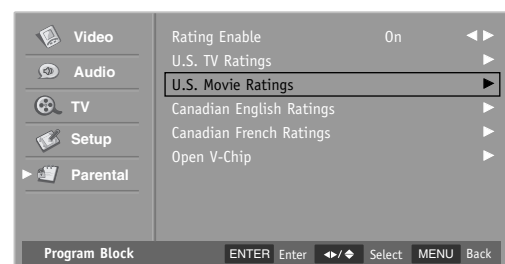 Video
Audio
TV
Setup
Parental
Rating Enable On
U.S. TV Ratings
U.S. Movie Ratings
Canadian English Ratings
Canadian French Ratings
Open V-Chip
Program Block ENTER Enter Select MENU Back